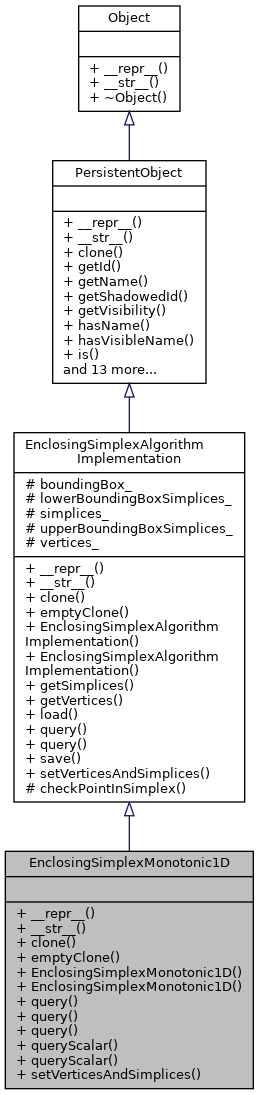 Object
+ __repr__()
+ __str__()
+ ~Object()
PersistentObject
+ __repr__()
+ __str__()
+ clone()
+ getId()
+ getName()
+ getShadowedId()
+ getVisibility()
+ hasName()
+ hasVisibleName()
+ is()
and 13 more...
EnclosingSimplexAlgorithm
Implementation
# boundingBox_
# lowerBoundingBoxSimplices_
# simplices_
# upperBoundingBoxSimplices_
# vertices_
+ __repr__()
+ __str__()
+ clone()
+ emptyClone()
+ EnclosingSimplexAlgorithm
Implementation()
+ EnclosingSimplexAlgorithm
Implementation()
+ getSimplices()
+ getVertices()
+ load()
+ query()
+ query()
+ save()
+ setVerticesAndSimplices()
# checkPointInSimplex()
EnclosingSimplexMonotonic1D
+ __repr__()
+ __str__()
+ clone()
+ emptyClone()
+ EnclosingSimplexMonotonic1D()
+ EnclosingSimplexMonotonic1D()
+ query()
+ query()
+ query()
+ queryScalar()
+ queryScalar()
+ setVerticesAndSimplices()